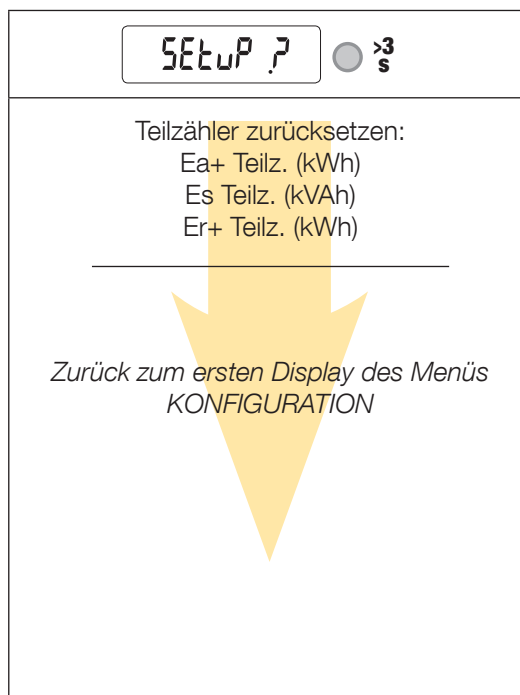 SEtuP ?
>3
s
Teilzähler zurücksetzen:
Ea+ Teilz. (kWh)
Es Teilz. (kVAh)
Er+ Teilz. (kWh)
Zurück zum ersten Display des Menüs
KONFIGURATION